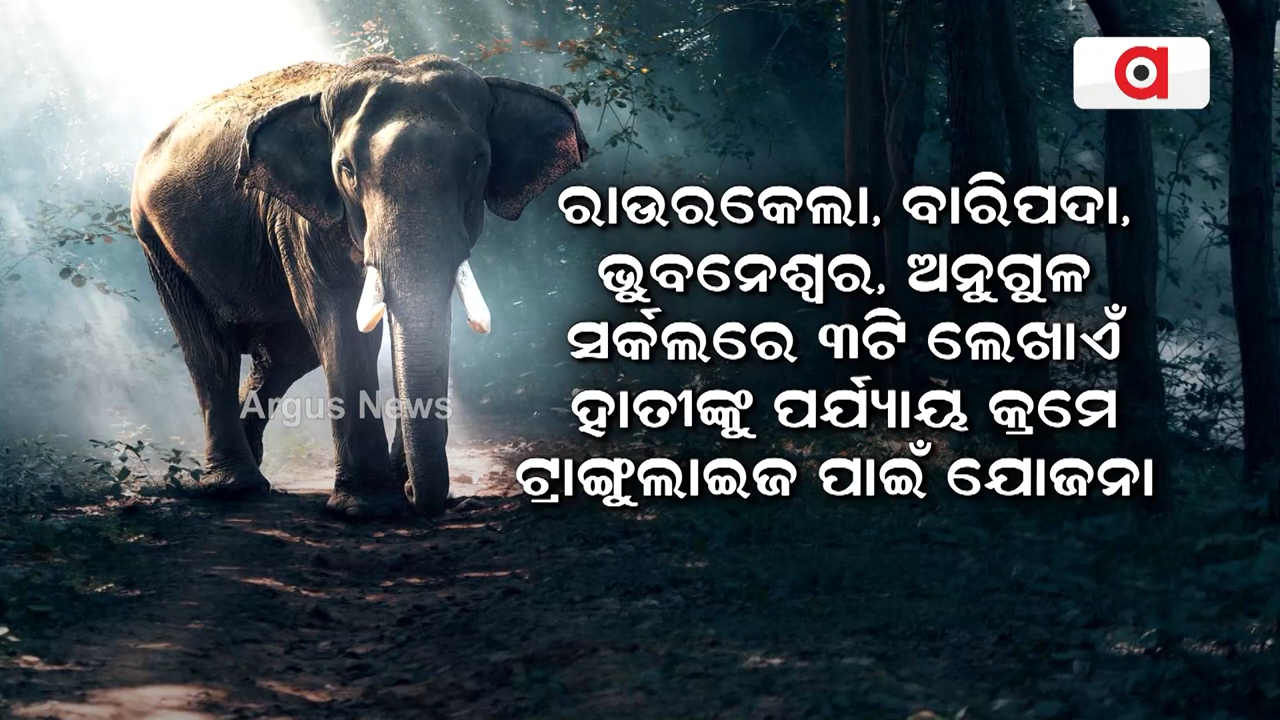 a
ରାଉରକେଲା, ବାରିପଦା,
ଭୁବନେଶ୍ୱର, ଅନୁଗୁଳ
ସର୍କଲରେ ୩ଟି ଲେଖାଏଁ
ହାତୀଙ୍କୁ ପର୍ଯ୍ୟାୟ କ୍ରମେ
ଟ୍ରାଙ୍ଗୁଲାଇଜ ପାଇଁ ଯୋଜନା
Argus News